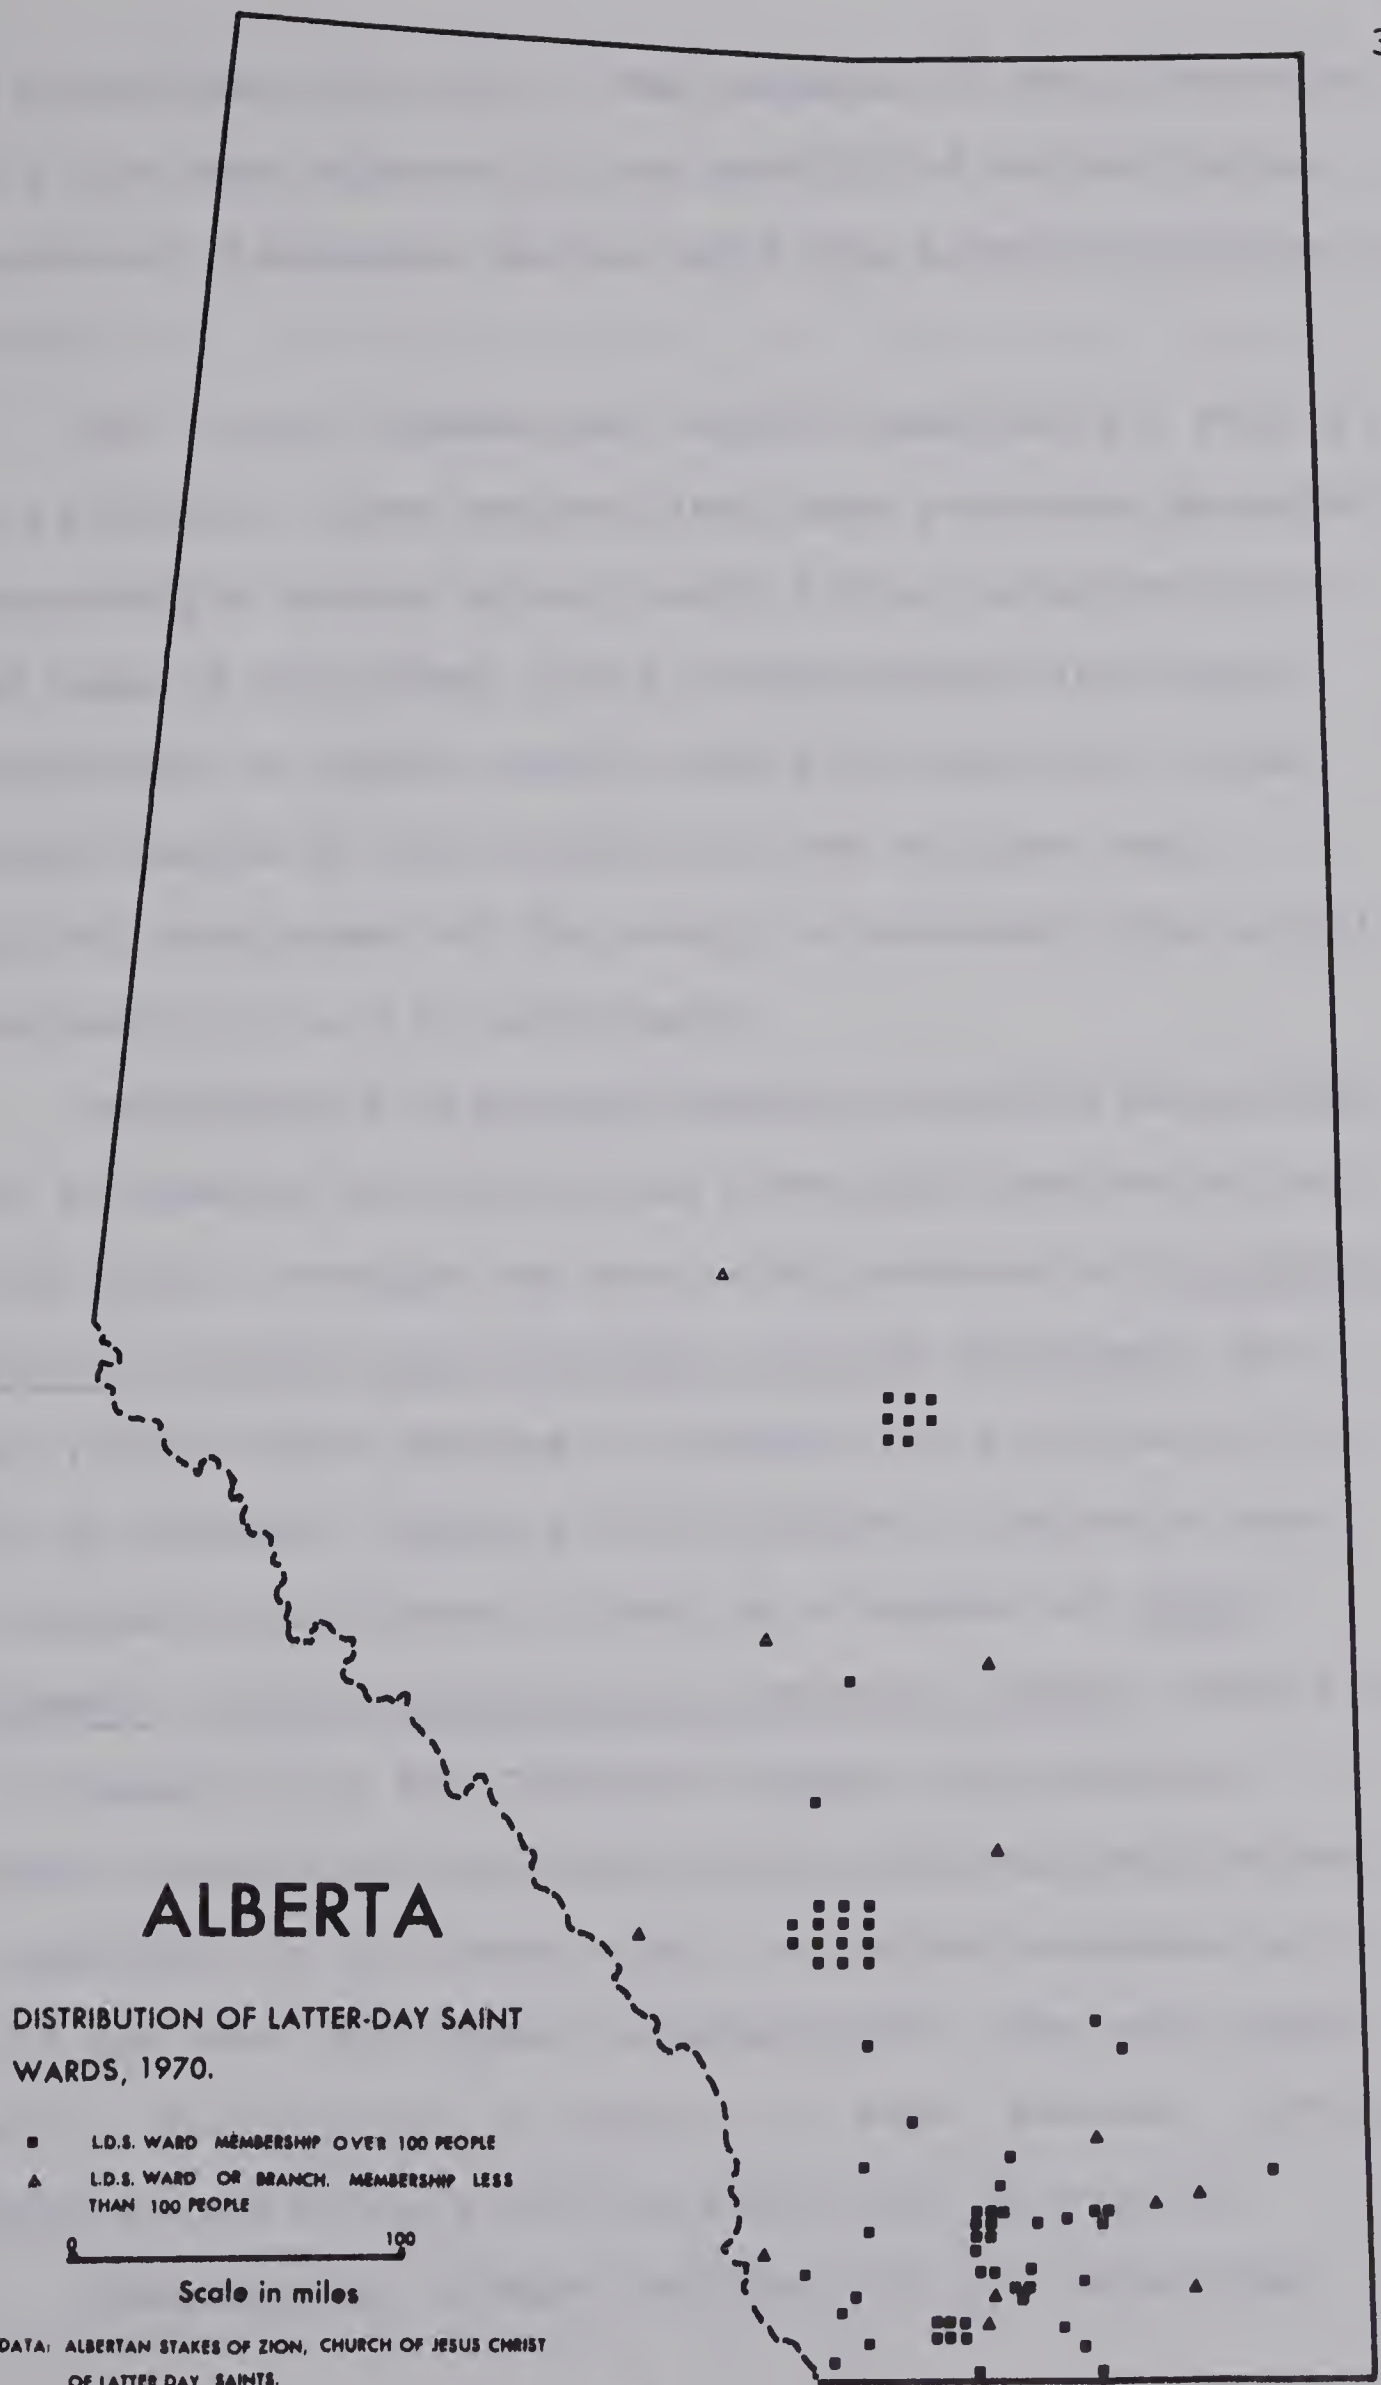 3
ALBERTA
DISTRIBUTION OF LATTER-DAY SAINT
WARDS, 1970.
L.D.S. WARD MEMBERSHIP OVER 100 PEOPLE
L.D.S. WARD OR BRANCH. MEMBERSHIP LESS
THAN 100 PEOPLE
0 100
Scale in miles
DATA: ALBERTAN STAKES OF ZION, CHURCH OF JESUS CHRIST
OF LATTER DAY SAINTS.